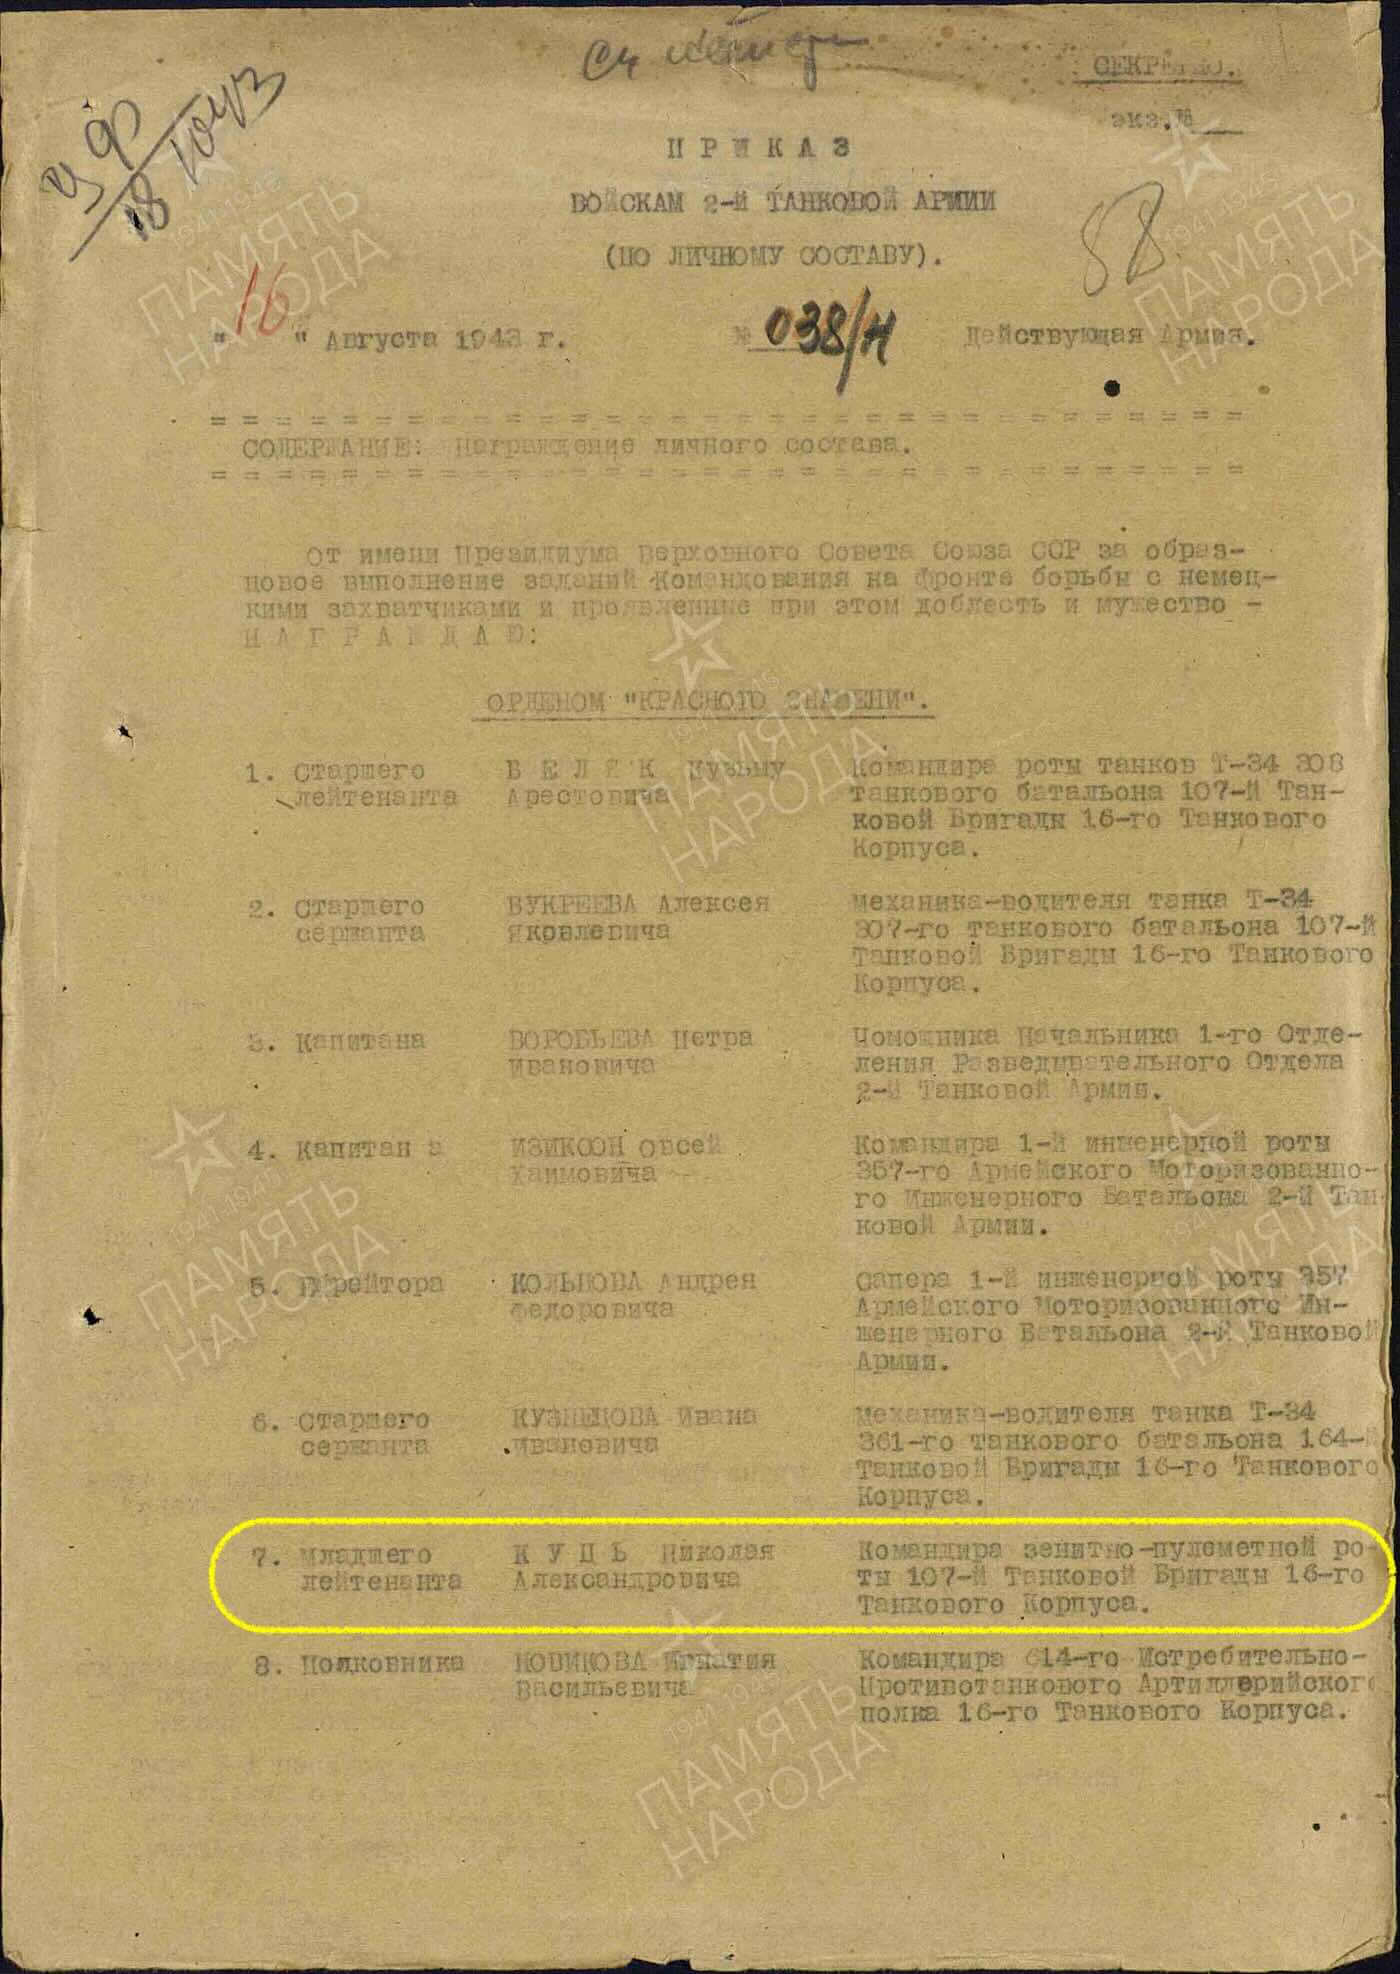 СЕКРЕТНО.
экз.№
ПРИКАЗ
ВОЙСКАМ 2-й ТАНКОВОЙ АРМИИ
(ПО ЛИЧНОМУ СОСТАВУ).
58
"16" Августа 1943 г. № 038/Н Действующая Армия.
СОДЕРЖАНИЕ: Награждение личного состава.
От имени Президиума Верховного Совета Союза ССР за образ-
цовое выполнение заданий Командования на фронте борьбы с немец-
кими захватчиками и проявленные при этом доблесть и мужество -
НАГРАЖДАЮ:
ОРДЕНОМ "КРАСНОГО ЗНАМЕНИ".
1. Старшего БЕЛЯК Кузьму Командира роты танков Т-34 308
лейтенанта Арестовича танкового батальона 107-й Тан-
ковой Бригады 16-го Танкового
Корпуса.
2. Старшего БУКРЕЕВА Алексея механика-водителя танка Т-34
сержанта Яковлевича 307-го танкового батальона 107-й
Танковой Бригады 16-го Танкового
Корпуса.
3. Капитана ВОРОБЬЕВА Петра Помощника Начальника 1-го Отде-
Ивановича ления Разведывательного Отдела
2-й Танковой Армии.
4. Капитан а ИЗИКСОН Овсей Командира 1-й инженерной роты
Хаимовича 357-го Армейского Моторизованно-
го Инженерного Батальона 2-й Тан
ковой Армии.
5. Ефрейтора КОЛЬЦОВА Андрея сапера 1-й инженерной роты 357
Федоровича Армейского Моторизованного Ин-
женерного Батальона 2-й Танковой
Армии.
6. Старшего КУЗНЕЦОВА Ивана механика-водителя танка Т-34
сержанта Ивановича 361-го танкового батальона 164-й
Танковой Бригады 16-го Танкового
Корпуса.
7. Младшего КУЦЬ Николая Командира зенитно-пулеметной ро-
лейтенанта Александровича ты 107-й Танковой Бригады 16-го
Танкового Корпуса.
8. Полковника НОВИКОВА Игнатия Командира 614-го Истребительно-
Васильевича Противотанкового Артиллерийского
полка 16-го Танкового Корпуса.
ПАМЯТЬ
НАРОДА
1941-1945